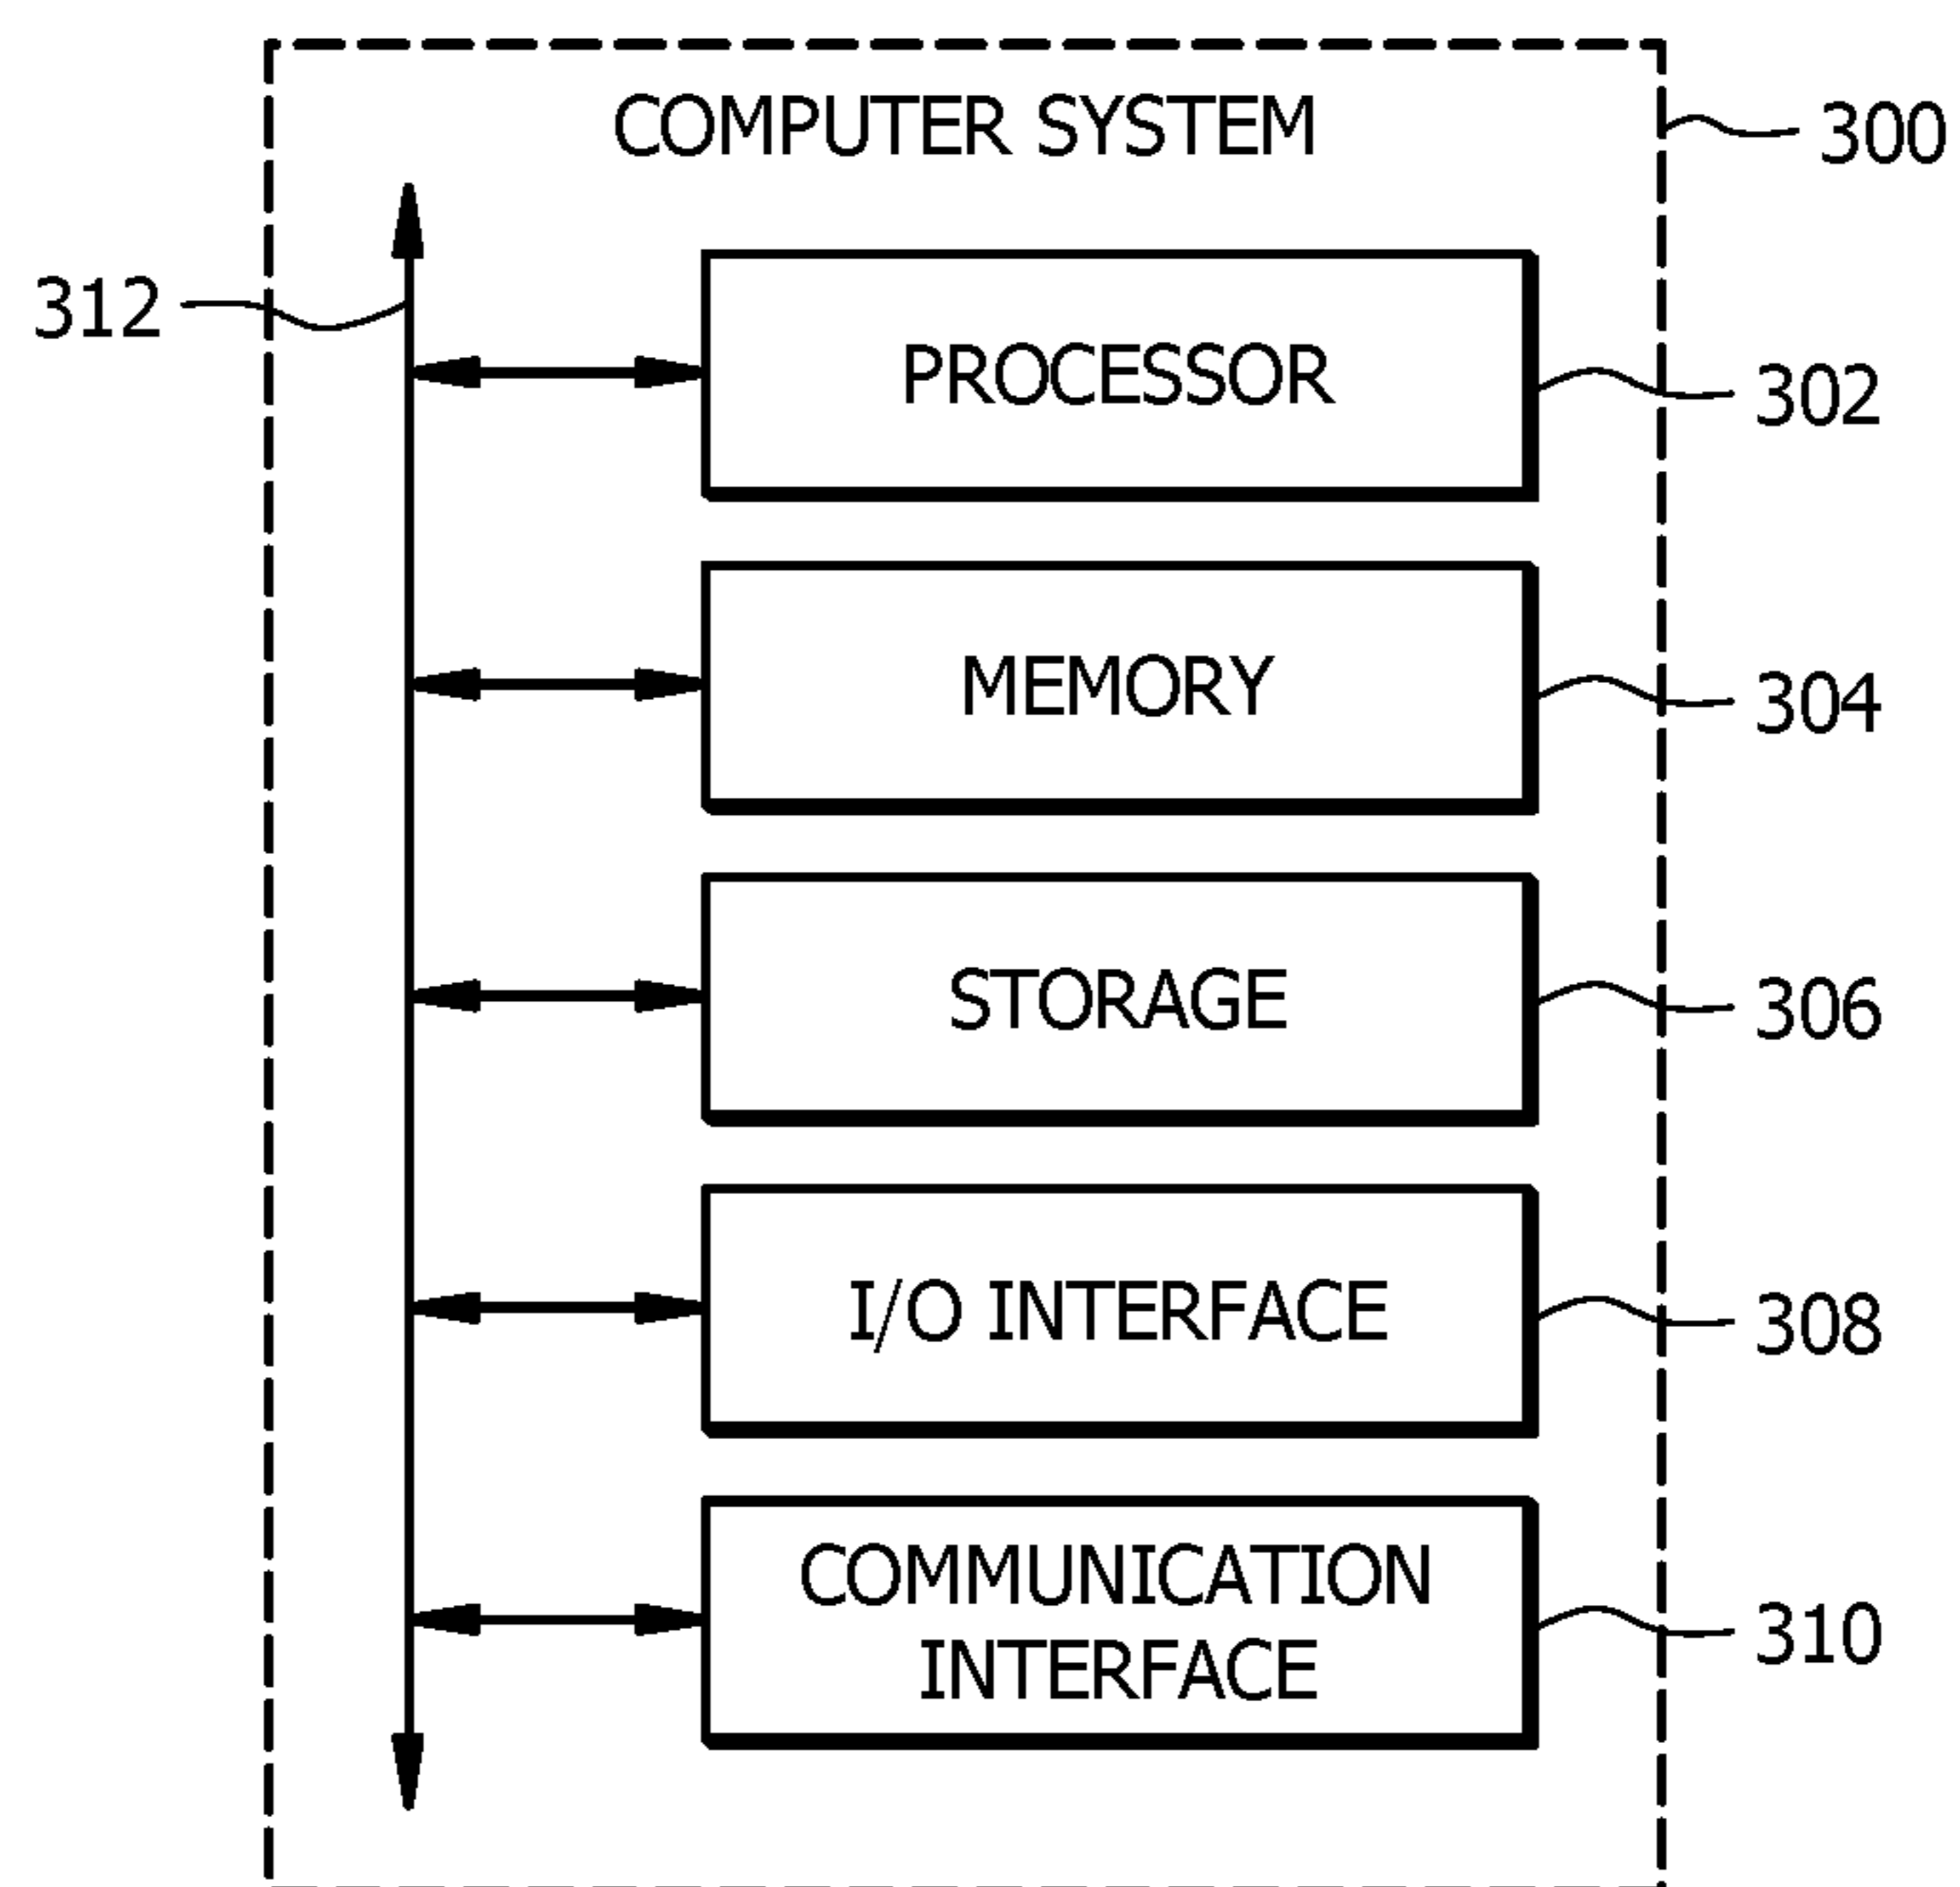 COMPUTER SYSTEM
300
312
PROCESSOR
302
MEMORY
304
STORAGE
306
I/O INTERFACE
308
COMMUNICATION
INTERFACE
310